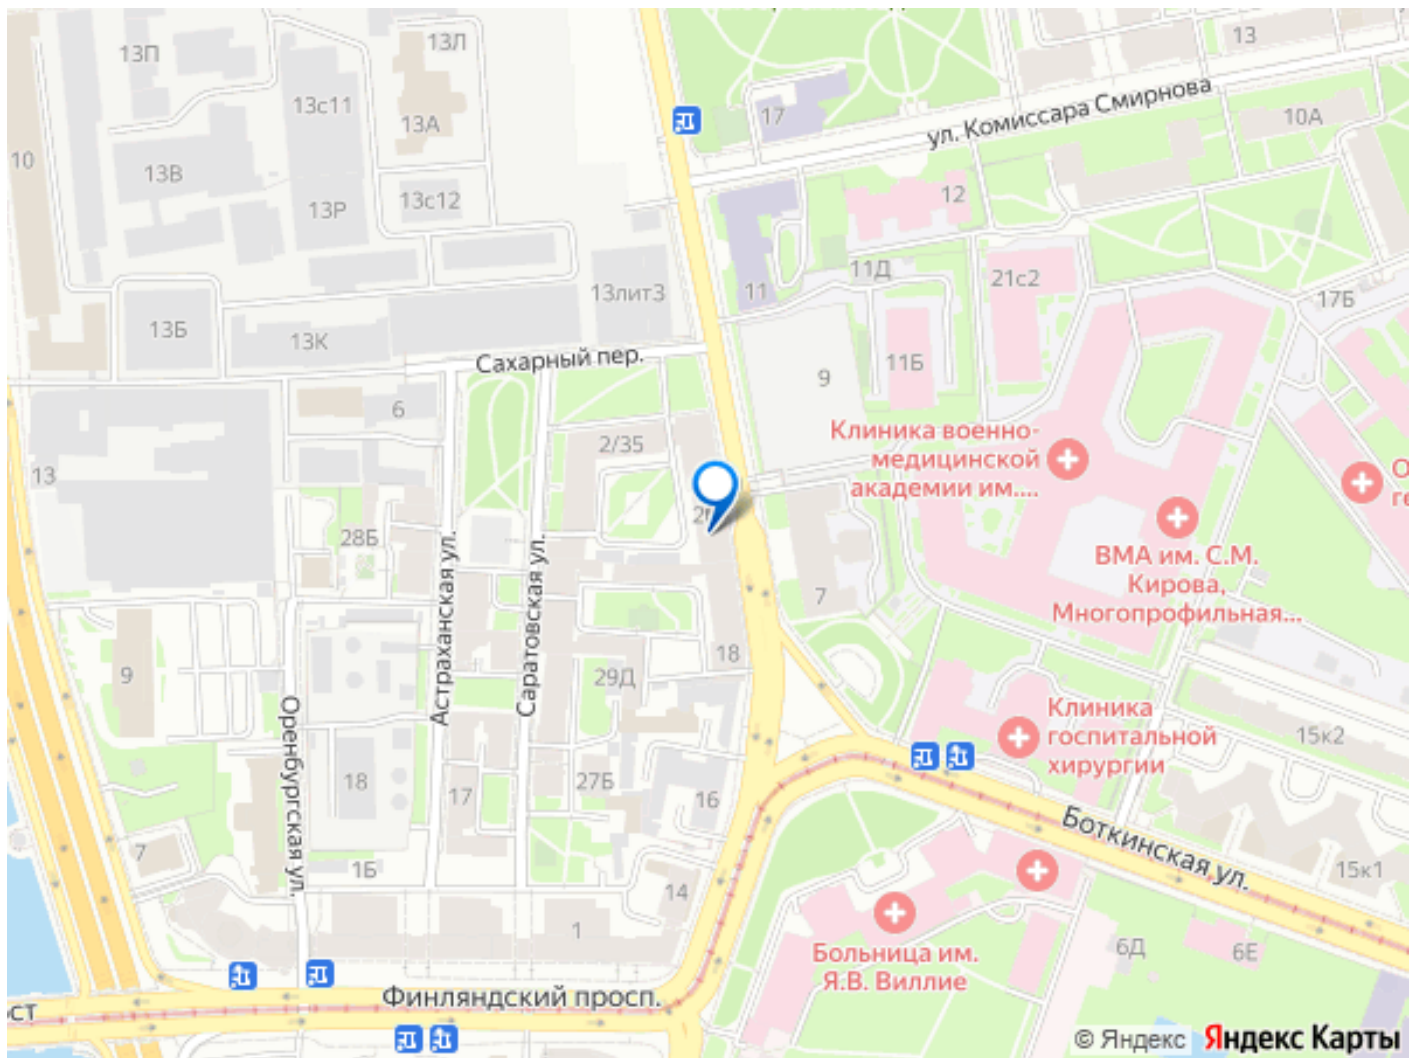 13П
13Л
13
13с11
17
ул. Комиссара Смирнова
10А
13А
10
13В
13с12
12
13Р
11Д
21с2
11
13лит3
17Б
13Б
13К
Сахарный пер.
11Б
9
6
Клиника военно-
медицинской
академии им....
2/35
13
28Б
ВМА им. С.М.
Кирова,
Многопрофильная...
Астраханская ул.
Саратовская ул.
7
18
9
29Д
Оренбургская ул.
Клиника
госпитальной
хирургии
15к2
18
17
27Б
16
Боткинская ул.
7
1Б
14
15к1
1
Больница им.
Я.В. Виллие
6Д
6Е
Финляндский просп.
ст
© Яндекс Яндекс Карты